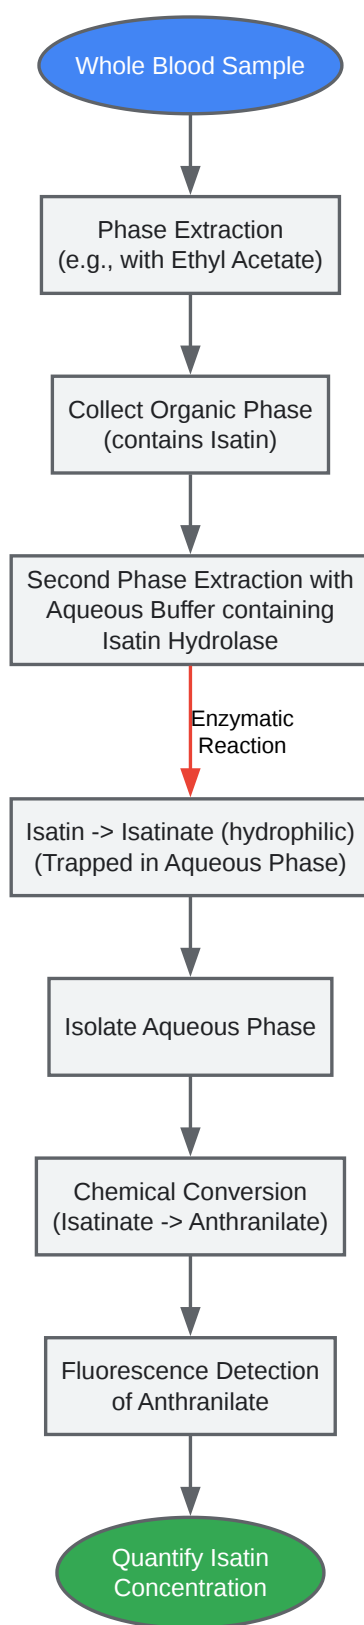 Whole Blood Sample
Phase Extraction
(e.g., with Ethyl Acetate)
Collect Organic Phase
(contains Isatin)
Second Phase Extraction with
Aqueous Buffer containing
Isatin Hydrolase
Enzymatic
Reaction
Isatin -> Isatinate (hydrophilic)
(Trapped in Aqueous Phase)
Isolate Aqueous Phase
Chemical Conversion
(Isatinate -> Anthranilate)
Fluorescence Detection
of Anthranilate
Quantify Isatin
Concentration